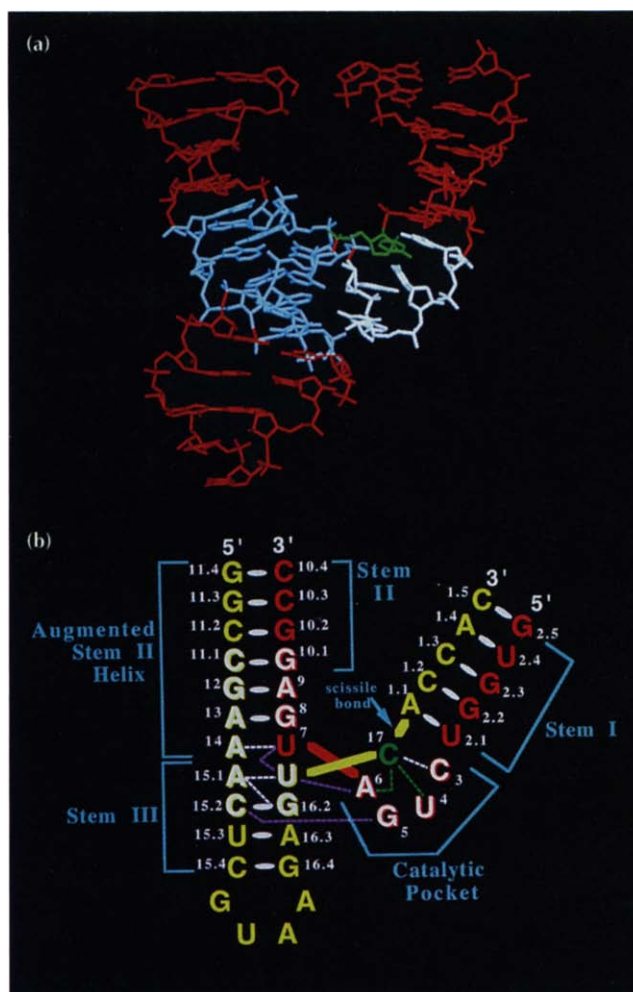 (a)
(b)
5' 3'
11.4 G C 10.4
11.3 G C 10.3
11.2 C G 10.2
11.1 C G 10.1
12 G A 9
13 A G 8
14 A U 7
15.1 A U
15.2 C G 16.2
15.3 U A 16.3
15.4 C G 16.4
G A
U A
Augmented
Stem II
Helix
Stem III
Stem
II
3'
5'
1.5 C G 2.5
1.4 A U 2.4
1.3 C G 2.3
1.2 C G 2.2
1.1 A U 2.1
scissile
bond
17 C C 3
A 6
U 4
G 5
Stem I
Catalytic
Pocket